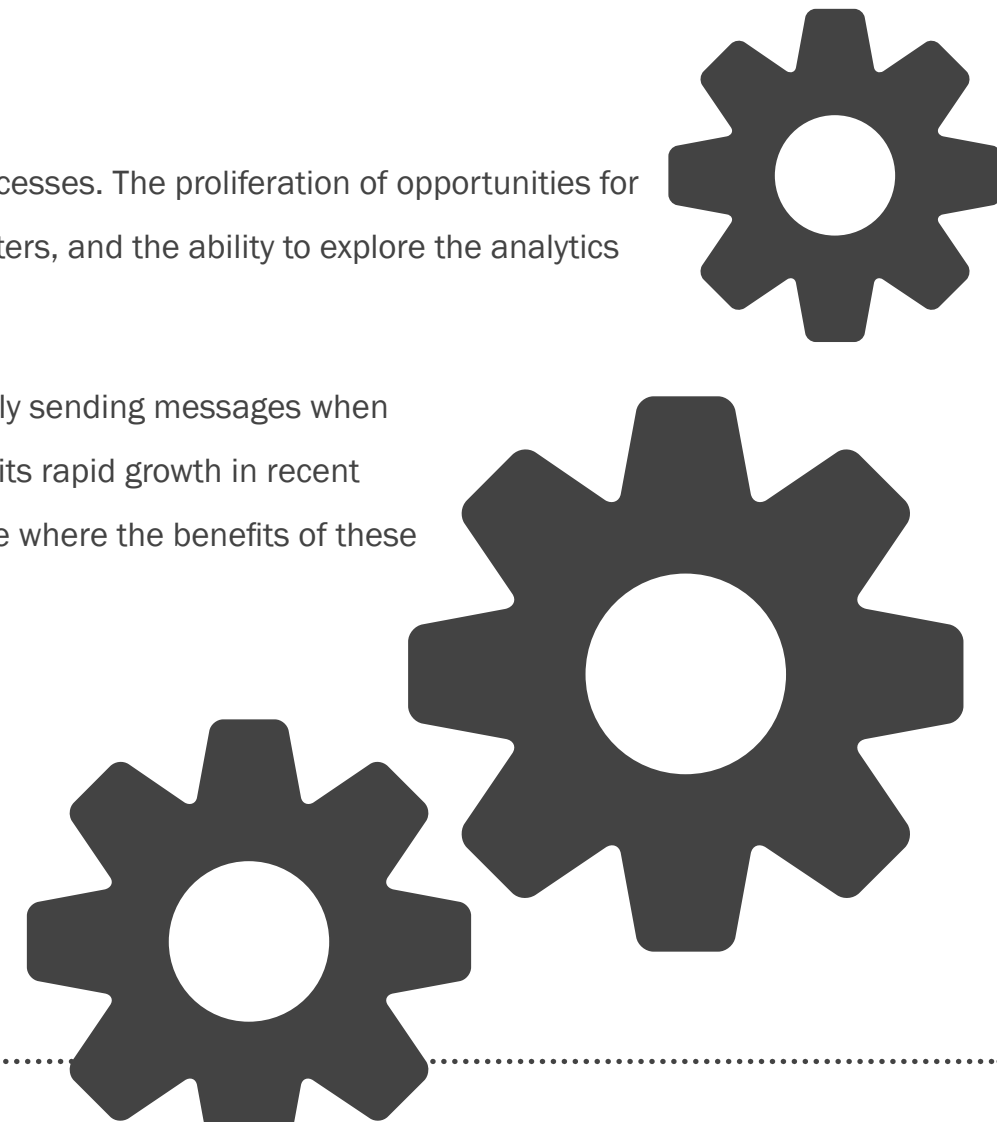 cesses. The proliferation of opportunities for
ters, and the ability to explore the analytics
ly sending messages when
its rapid growth in recent
e where the benefits of these